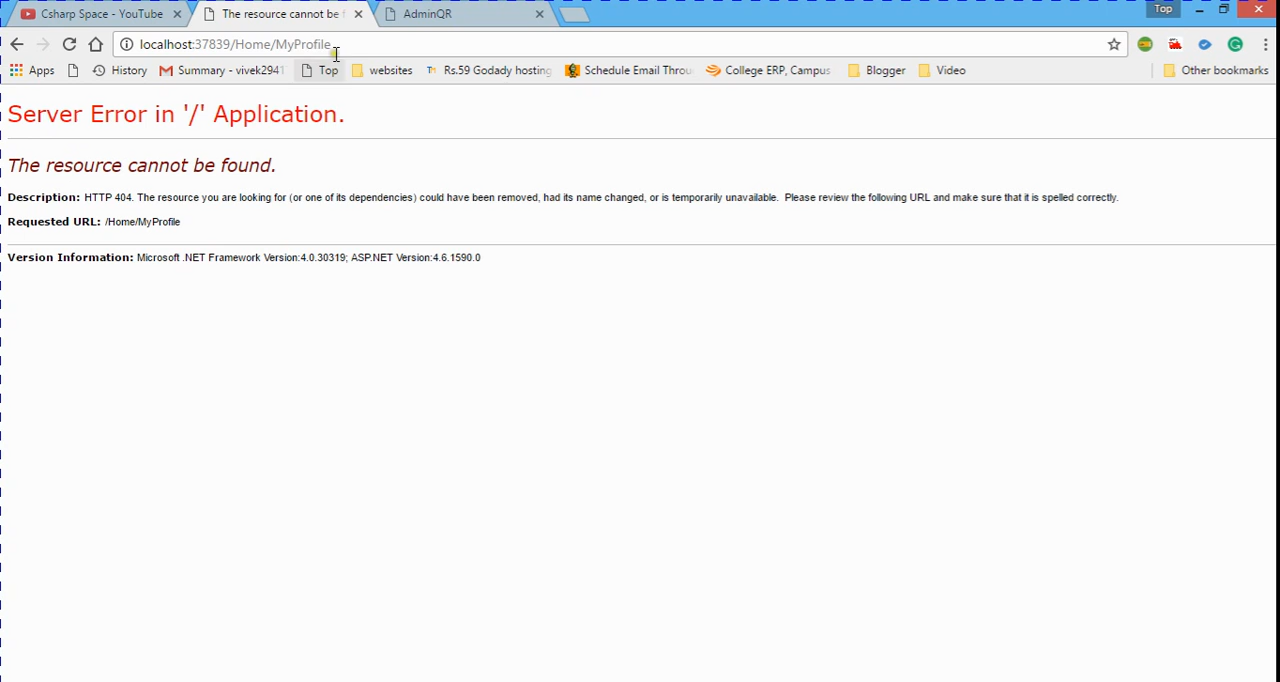 Csharp Space - YouTube
The resource cannot be
AdminQR
Top
localhost:37839/Home/MyProfile
Apps
History
Summary - vivek2941
Top
websites
Rs.59 Godady hosting
Schedule Email Throu
College ERP, Campus
Blogger
Video
Other bookmarks
Server Error in '/' Application.
The resource cannot be found.
Description: HTTP 404. The resource you are looking for (or one of its dependencies) could have been removed, had its name changed, or is temporarily unavailable. Please review the following URL and make sure that it is spelled correctly.
Requested URL: /Home/MyProfile
Version Information: Microsoft .NET Framework Version:4.0.30319; ASP.NET Version:4.6.1590.0